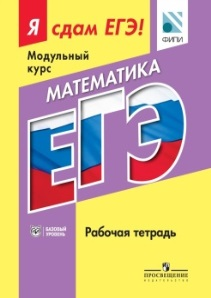 Я сдам ЕГЭ!
ФИПИ
Модульный
курс
МАТЕМАТИКА
ЕГЭ
БАЗОВЫЙ
УРОВЕНЬ
Рабочая тетрадь
ПРОСВЕЩЕНИЕ